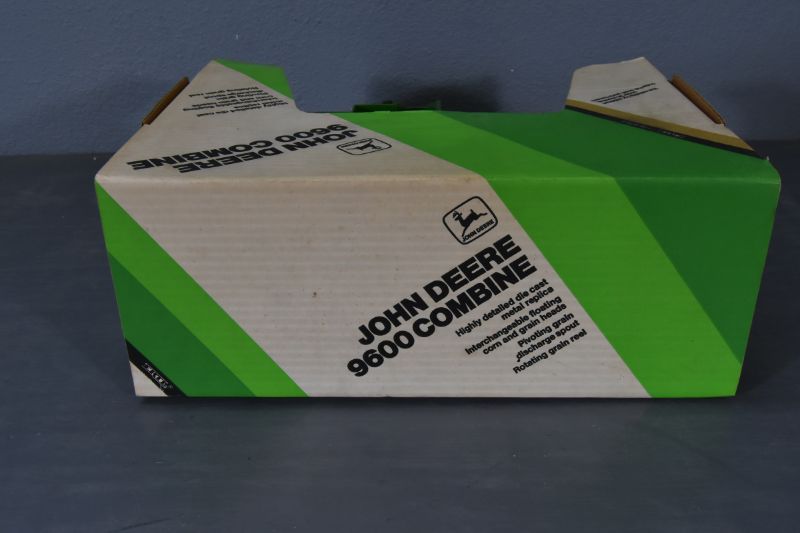 JOHN DEERE
9600 COMBINE
JOHN DEERE
JOHN DEERE
9600 COMBINE
Highly detailed die cast
metal replica
Interchangeable floating
corn and grain heads
Pivoting grain
discharge spout
Rotating grain reel
ERTL